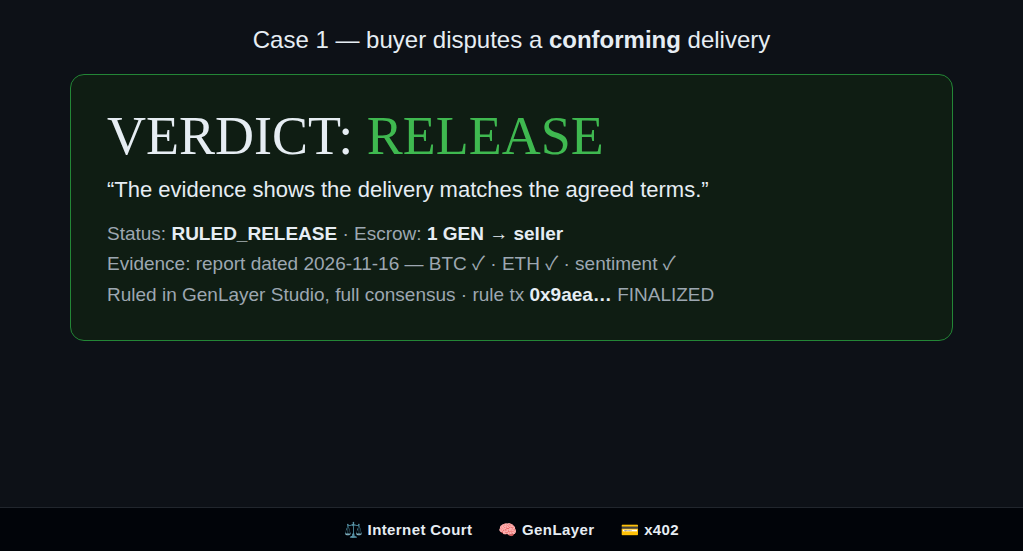 Case 1 — buyer disputes a conforming delivery
VERDICT: RELEASE
“The evidence shows the delivery matches the agreed terms.”
Status: RULED_RELEASE · Escrow: 1 GEN → seller
Evidence: report dated 2026-11-16 — BTC ✓ · ETH ✓ · sentiment ✓
Ruled in GenLayer Studio, full consensus · rule tx 0x9aea… FINALIZED
⚖️ Internet Court 🧠 GenLayer 💳 x402